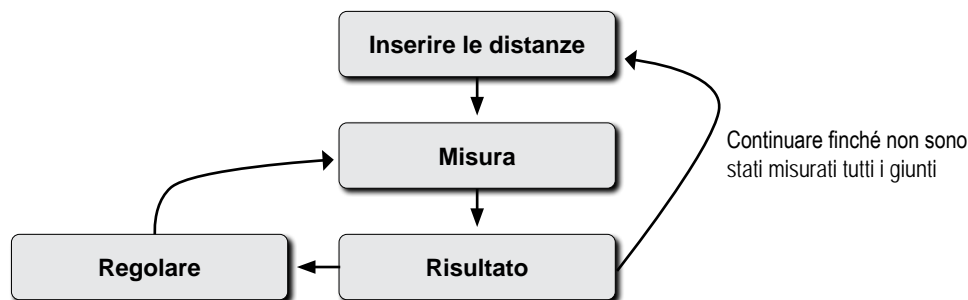 Inserire le distanze
Misura
Continuare finché non sono
stati misurati tutti i giunti
Regolare
Risultato